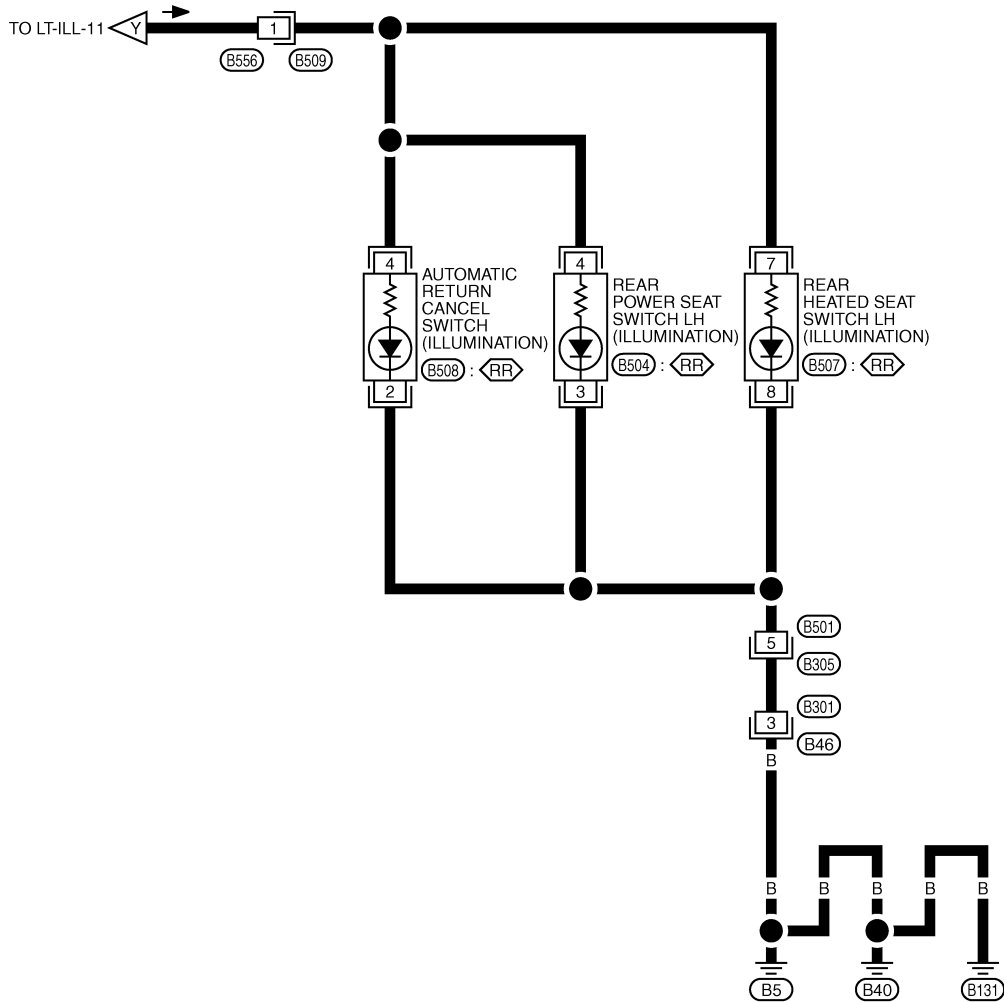 TO LT-ILL-11 Y 1
B556 B509
4 4 7
AUTOMATIC
RETURN
CANCEL
SWITCH
(ILLUMINATION)
B508 : RR
REAR
POWER SEAT
SWITCH LH
(ILLUMINATION)
B504 : RR
REAR
HEATED SEAT
SWITCH LH
(ILLUMINATION)
B507 : RR
2 3 8
B501
5
B305
B301
3
B46
B
B B B B B
B5 B40 B131